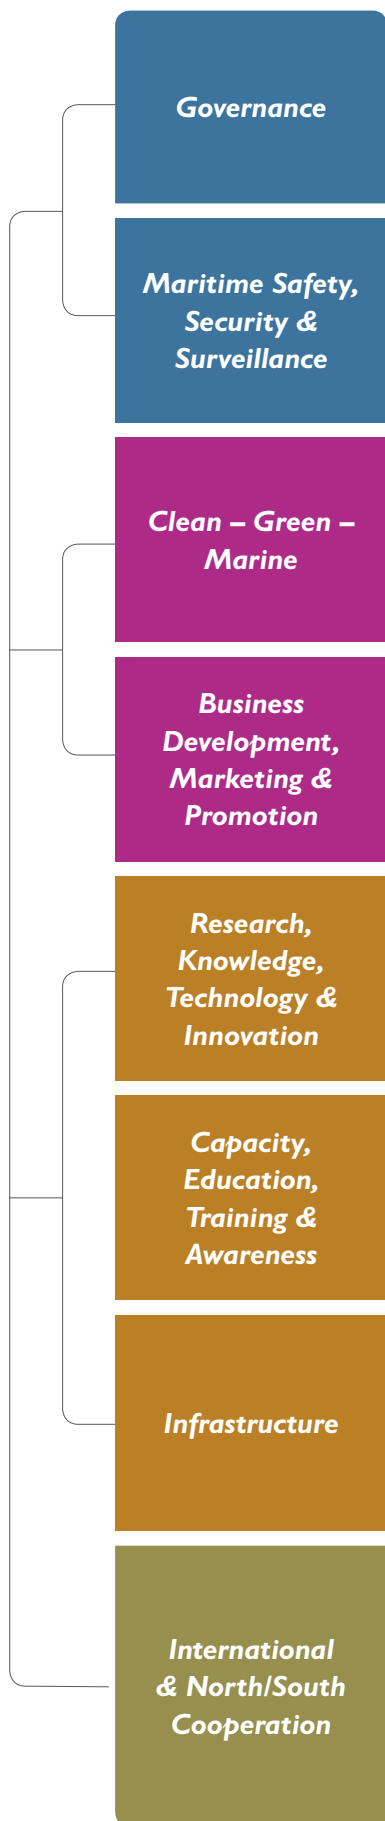 Governance
Maritime Safety,
Security &
Surveillance
Clean – Green –
Marine
Business
Development,
Marketing &
Promotion
Research,
Knowledge,
Technology &
Innovation
Capacity,
Education,
Training &
Awareness
Infrastructure
International
& North/South
Cooperation